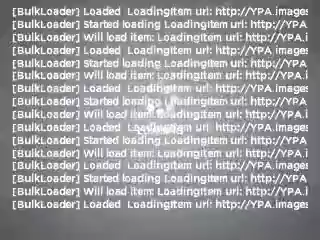 [BulkLoader] Loaded LoadingItem url: http://YPA.images
[BulkLoader] Started loading LoadingItem url: http://YPA
[BulkLoader] Will load item: LoadingItem url: http://YPA.i
[BulkLoader] Loaded LoadingItem url: http://YPA.images
[BulkLoader] Started loading LoadingItem url: http://YPA
[BulkLoader] Will load item: LoadingItem url: http://YPA.i
[BulkLoader] Loaded LoadingItem url: http://YPA.images
[BulkLoader] Started loading LoadingItem url: http://YPA
[BulkLoader] Will load item: LoadingItem url: http://YPA.i
[BulkLoader] Loaded LoadingItem url: http://YPA.images
[BulkLoader] Started loading LoadingItem url: http://YPA
[BulkLoader] Will load item: LoadingItem url: http://YPA.i
[BulkLoader] Loaded LoadingItem url: http://YPA.images
[BulkLoader] Started loading LoadingItem url: http://YPA
[BulkLoader] Will load item: LoadingItem url: http://YPA.i
[BulkLoader] Loaded LoadingItem url: http://YPA.images